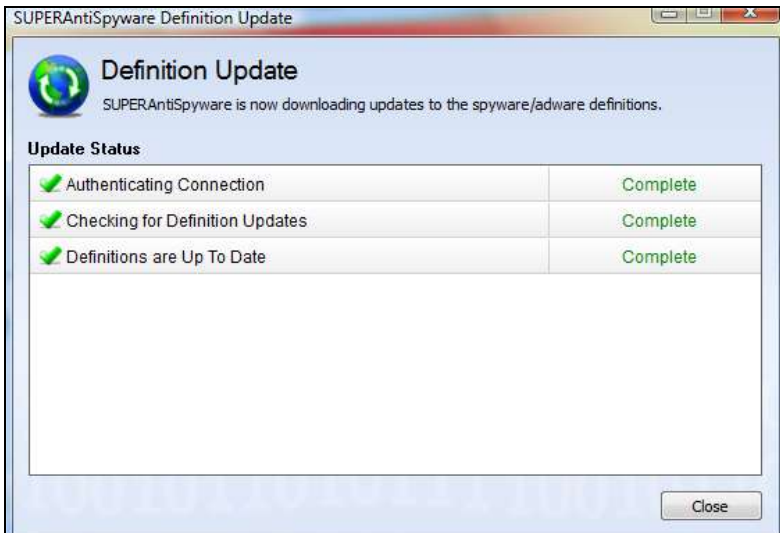 SUPERAntiSpyware Definition Update
Definition Update
SUPERAntiSpyware is now downloading updates to the spyware/adware definitions.
Update Status
Authenticating Connection Complete
Checking for Definition Updates Complete
Definitions are Up To Date Complete
Close